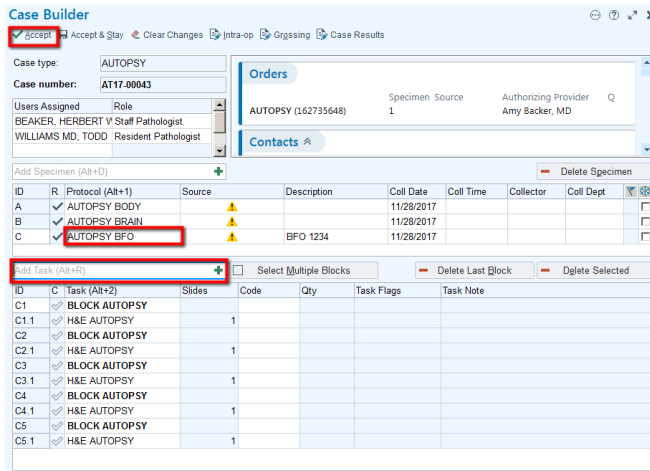 Case Builder
Accept Accept & Stay Clear Changes Intra-op Grossing Case Results
Case type: AUTOPSY
Case number: AT17-00043
Users Assigned Role
BEAKER, HERBERT W Staff Pathologist
WILLIAMS MD, TODD Resident Pathologist
Orders
Specimen Source Authorizing Provider Q
AUTOPSY (162735648) 1 Amy Backer, MD
Contacts
Add Specimen (Alt+D) Delete Specimen
ID R Protocol (Alt+1) Source Description Coll Date Coll Time Collector Coll Dept
A AUTOPSY BODY 11/28/2017
B AUTOPSY BRAIN 11/28/2017
C AUTOPSY BFO BFO 1234 11/28/2017
Add Task (Alt+R) Select Multiple Blocks Delete Last Block Delete Selected
ID C Task (Alt+2) Slides Code Qty Task Flags Task Note
C1 BLOCK AUTOPSY
C1.1 H&E AUTOPSY 1
C2 BLOCK AUTOPSY
C2.1 H&E AUTOPSY 1
C3 BLOCK AUTOPSY
C3.1 H&E AUTOPSY 1
C4 BLOCK AUTOPSY
C4.1 H&E AUTOPSY 1
C5 BLOCK AUTOPSY
C5.1 H&E AUTOPSY 1